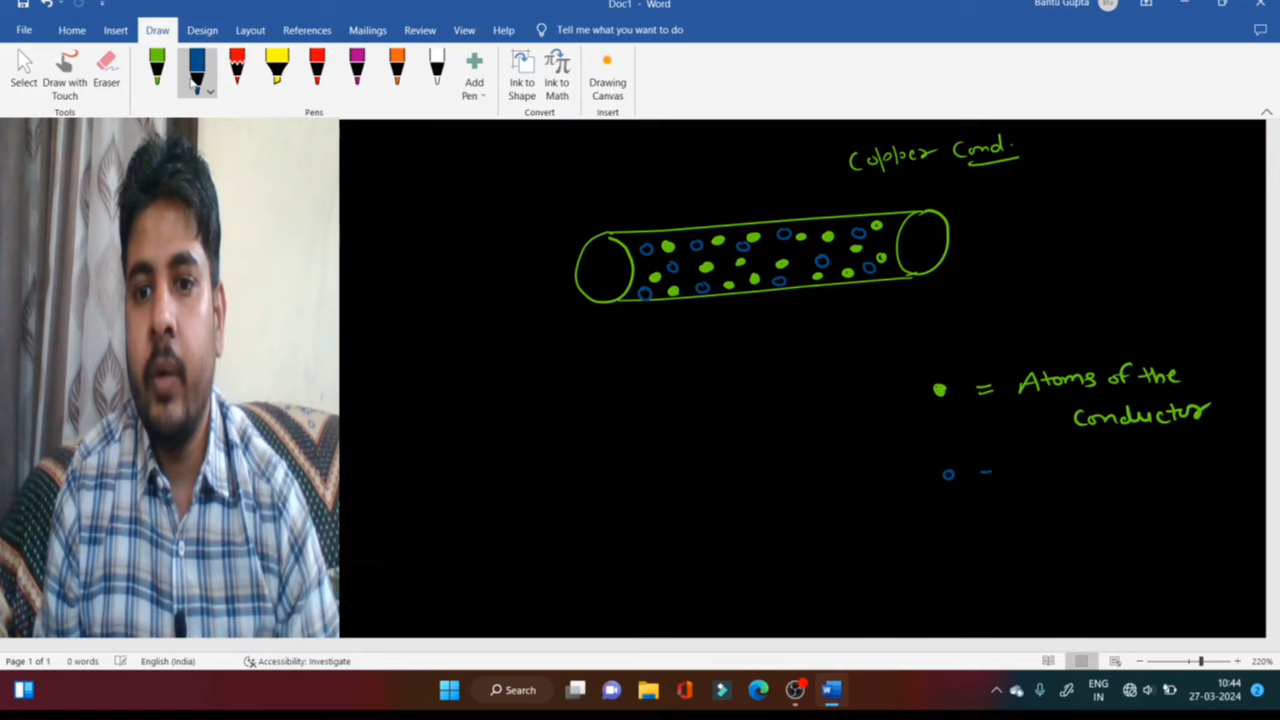 Doc1 - Word
Bantu Gupta
BG
File
Home
Insert
Draw
Design
Layout
References
Mailings
Review
View
Help
Tell me what you want to do
Select
Draw with Touch
Eraser
Add Pen
Ink to Shape
Ink to Math
Drawing Canvas
Tools
Pens
Convert
Insert
Copper Cond.
= Atoms of the
Conductor
Page 1 of 1
0 words
English (India)
Accessibility: Investigate
220%
Search
ENG
IN
10:44
27-03-2024
2